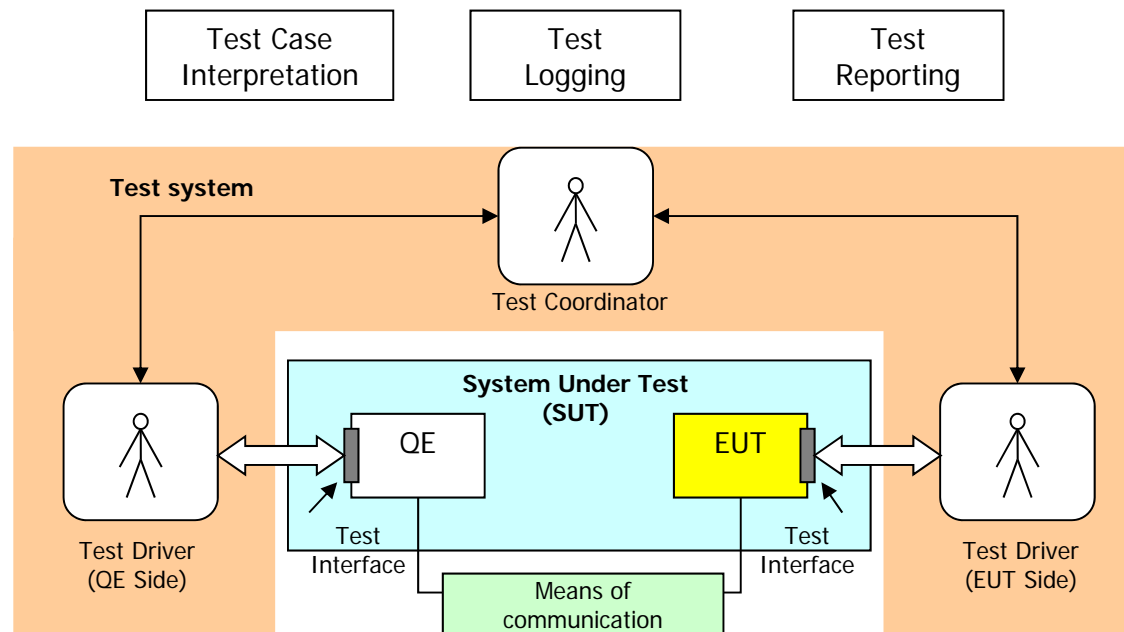 Test Case
Interpretation
Test
Logging
Test
Reporting
Test system
Test Coordinator
System Under Test
(SUT)
QE
EUT
Test
Interface
Test
Interface
Test Driver
(QE Side)
Test Driver
(EUT Side)
Means of
communication